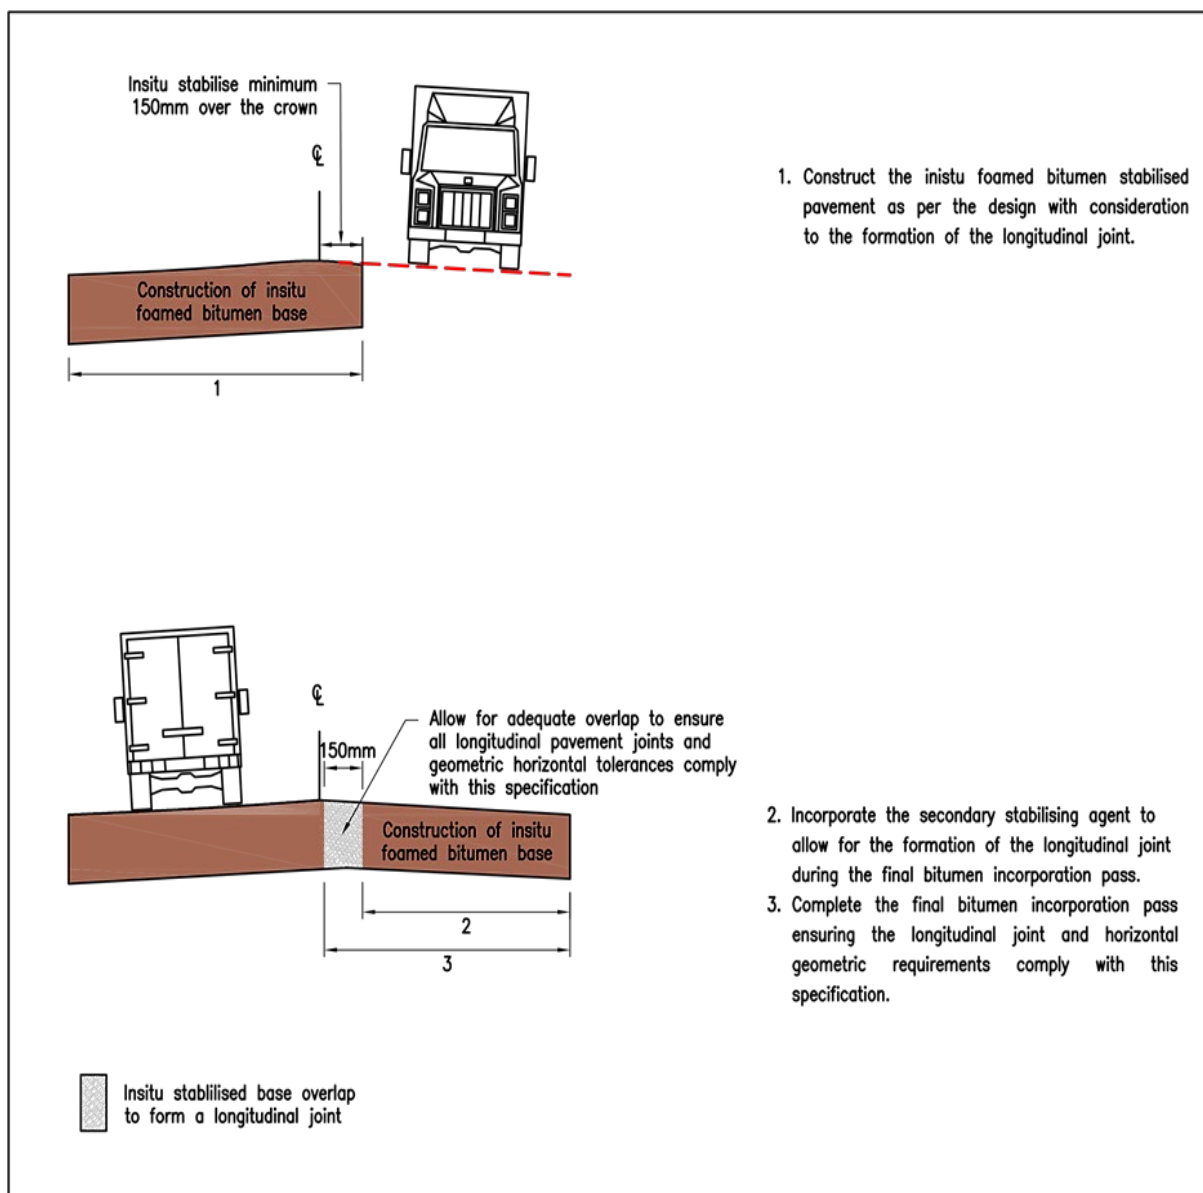 Insitu stabilise minimum
150mm over the crown
℄
Construction of insitu
foamed bitumen base
1
1. Construct the inistu foamed bitumen stabilised
pavement as per the design with consideration
to the formation of the longitudinal joint.
℄
150mm
Allow for adequate overlap to ensure
all longitudinal pavement joints and
geometric horizontal tolerances comply
with this specification
Construction of insitu
foamed bitumen base
2
3
2. Incorporate the secondary stabilising agent to
allow for the formation of the longitudinal joint
during the final bitumen incorporation pass.
3. Complete the final bitumen incorporation pass
ensuring the longitudinal joint and horizontal
geometric requirements comply with this
specification.
Insitu stablilised base overlap
to form a longitudinal joint